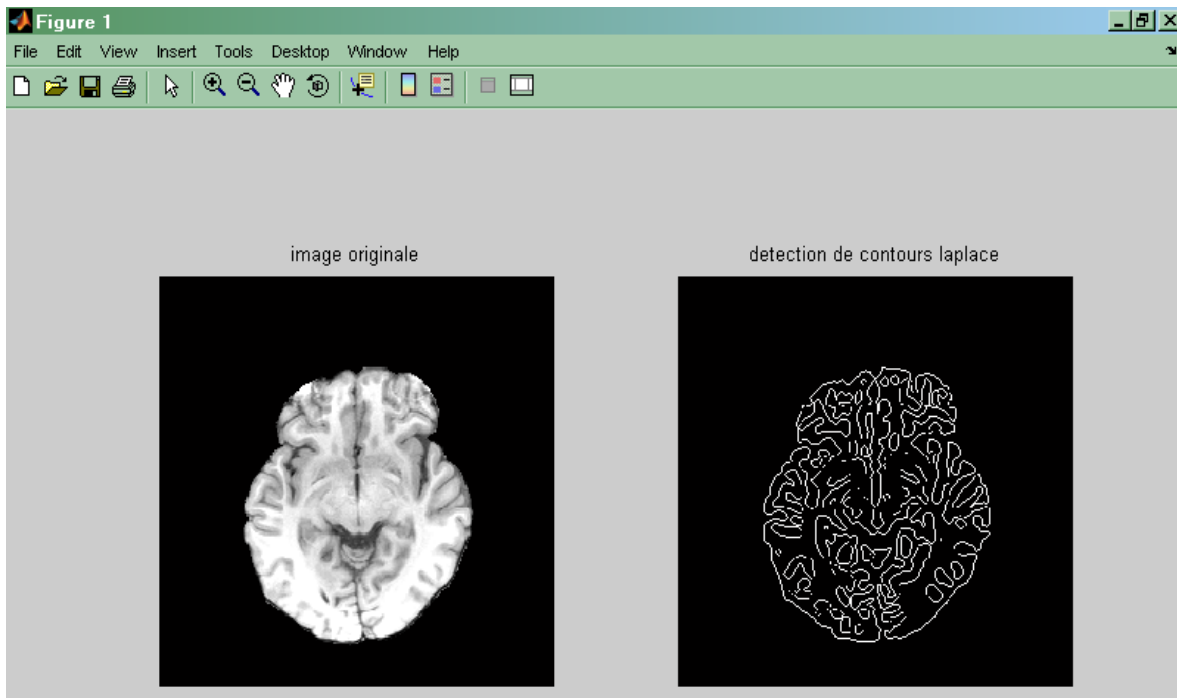 Figure 1
File Edit View Insert Tools Desktop Window Help
image originale
detection de contours laplace